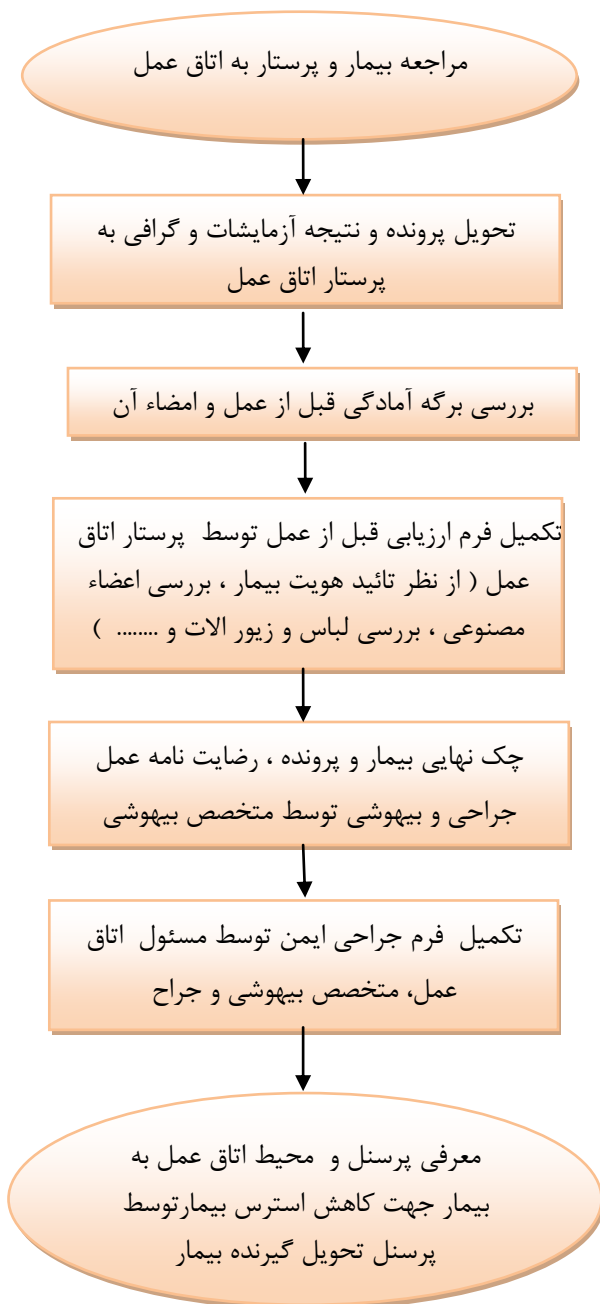 مراجعه بیمار و پرستار به اتاق عمل
تحویل پرونده و نتیجه آزمایشات و گرافی به
پرستار اتاق عمل
بررسی برگه آمادگی قبل از عمل و امضاء آن
تکمیل فرم ارزیابی قبل از عمل توسط پرستار اتاق
عمل ( از نظر تائید هویت بیمار ، بررسی اعضاء
مصنوعی ، بررسی لباس و زیور الات و ........ )
چک نهایی بیمار و پرونده ، رضایت نامه عمل
جراحی و بیهوشی توسط متخصص بیهوشی
تکمیل فرم جراحی ایمن توسط مسئول اتاق
عمل، متخصص بیهوشی و جراح
معرفی پرسنل و محیط اتاق عمل به
بیمار جهت کاهش استرس بیمارتوسط
پرسنل تحویل گیرنده بیمار